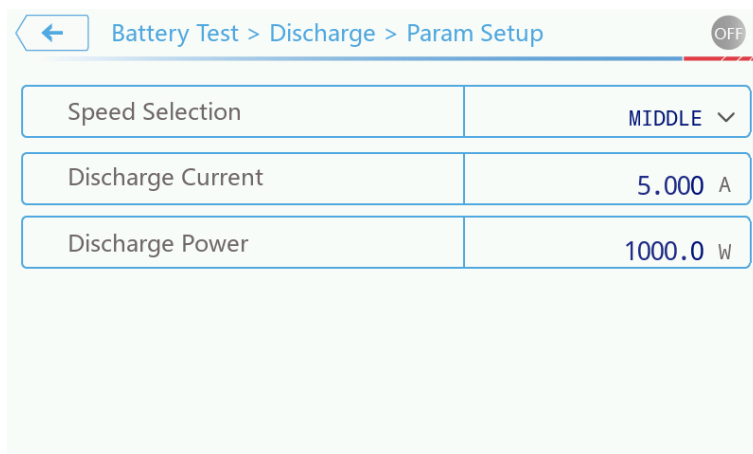 Battery Test > Discharge > Param Setup OFF
Speed Selection MIDDLE
Discharge Current 5.000 A
Discharge Power 1000.0 W